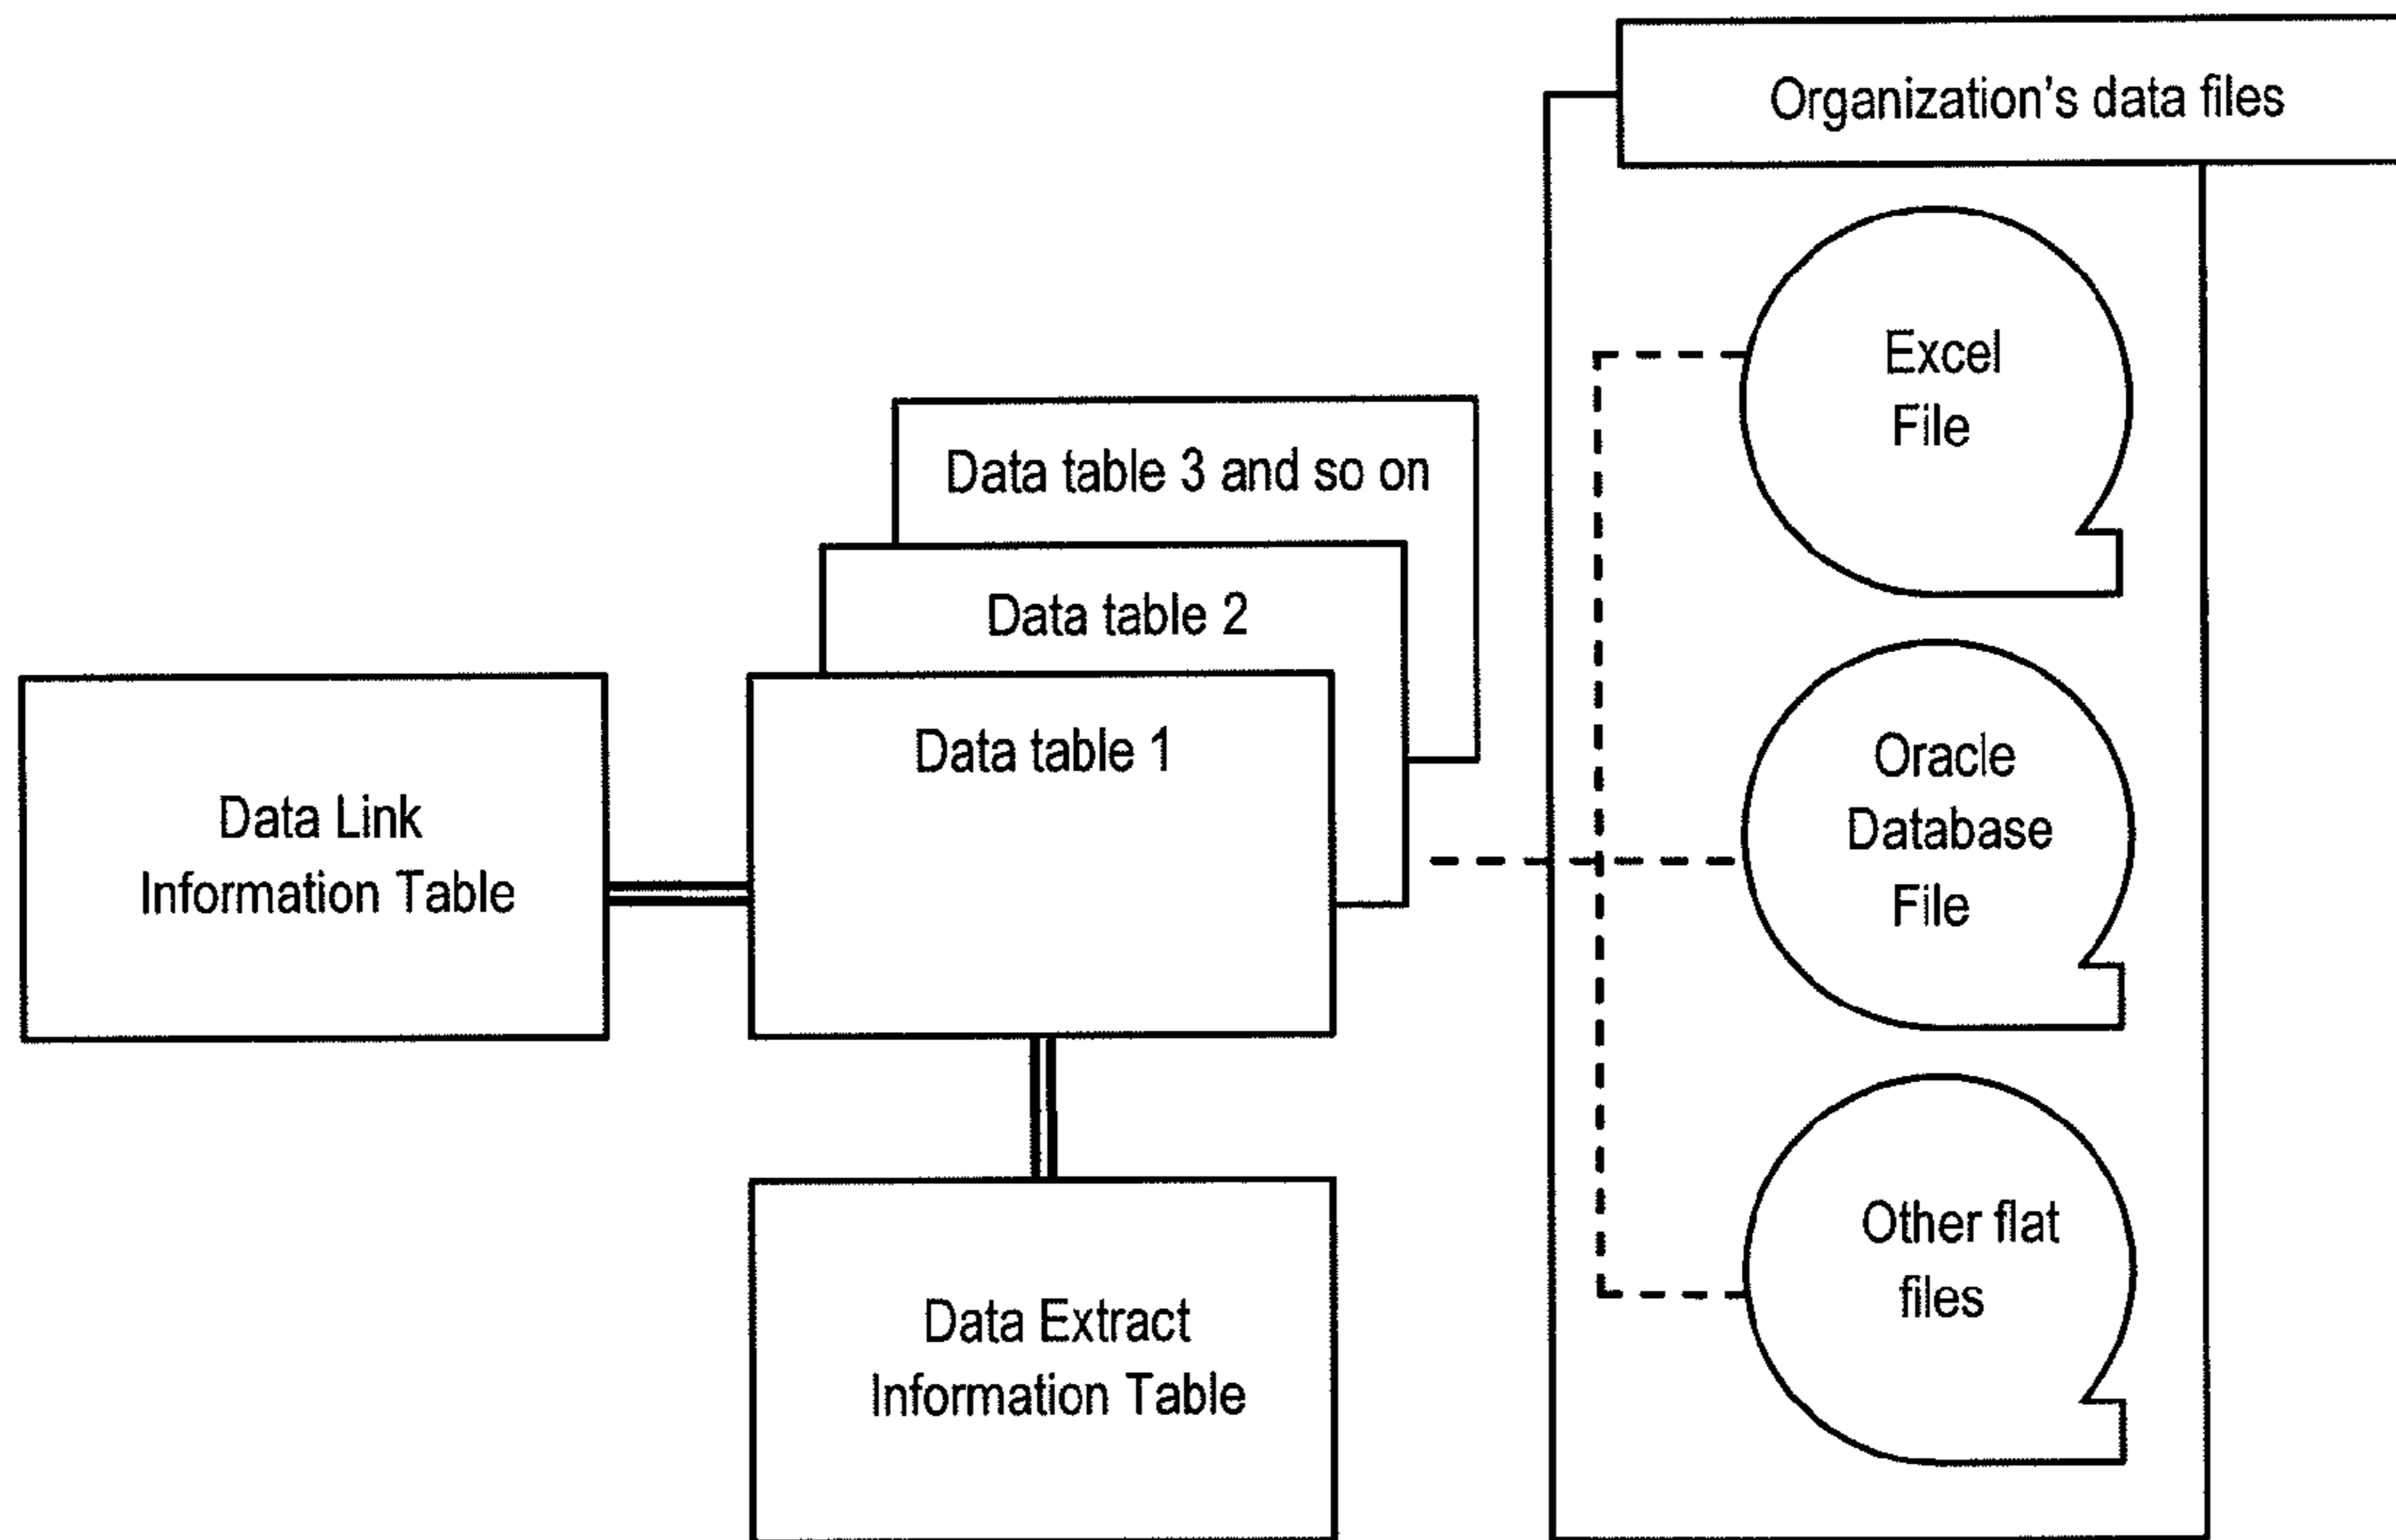 Organization's data files
Excel
File
Data table 3 and so on
Data table 2
Data table 1
Data Link
Information Table
Oracle
Database
File
Other flat
files
Data Extract
Information Table